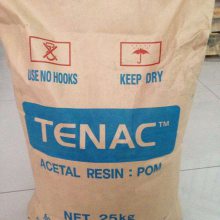 USE NO HOOKS KEEP DRY
TENAC™
ACETAL RESIN : POM
NET 25kg